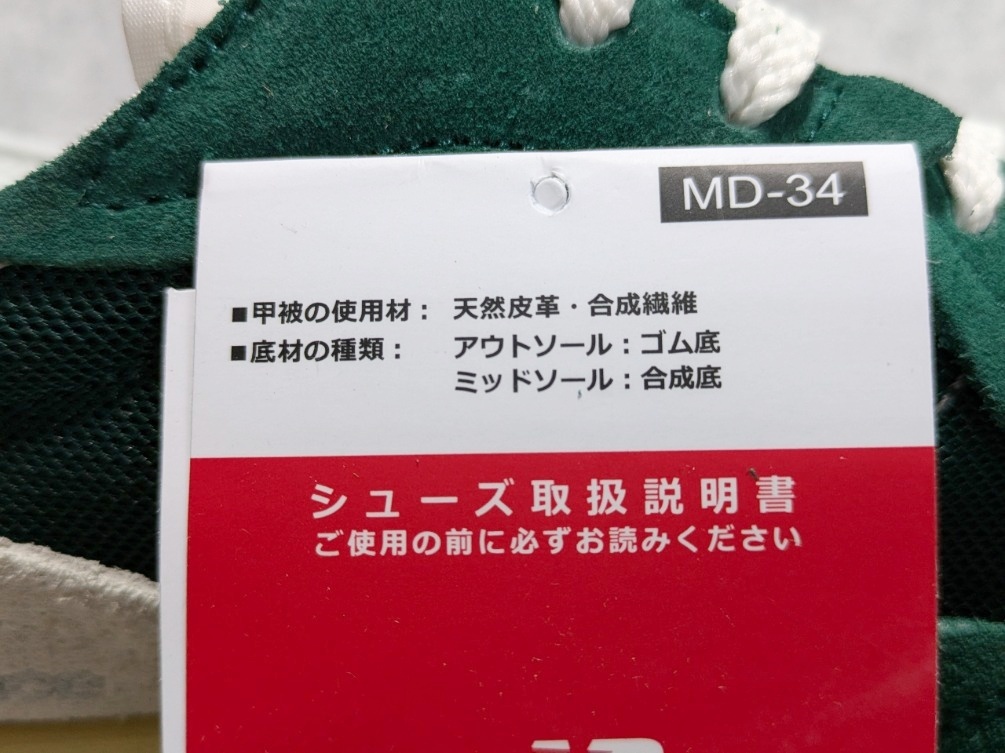 MD-34
■甲被の使用材： 天然皮革・合成繊維
■底材の種類： アウトソール：ゴム底
ミッドソール：合成底
シューズ取扱説明書
ご使用の前に必ずお読みください